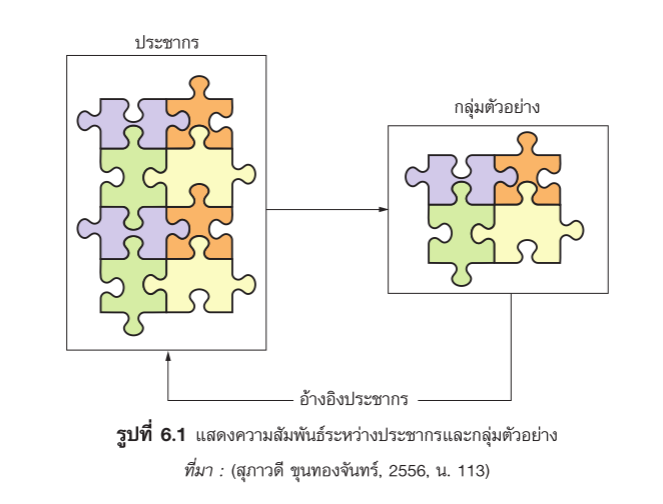 ประชากร
กลุ่มตัวอย่าง
อ้างอิงประชากร
รูปที่ 6.1 แสดงความสัมพันธ์ระหว่างประชากรและกลุ่มตัวอย่าง
ที่มา : (สุภาวดี ขุนทองจันทร์, 2556, น. 113)